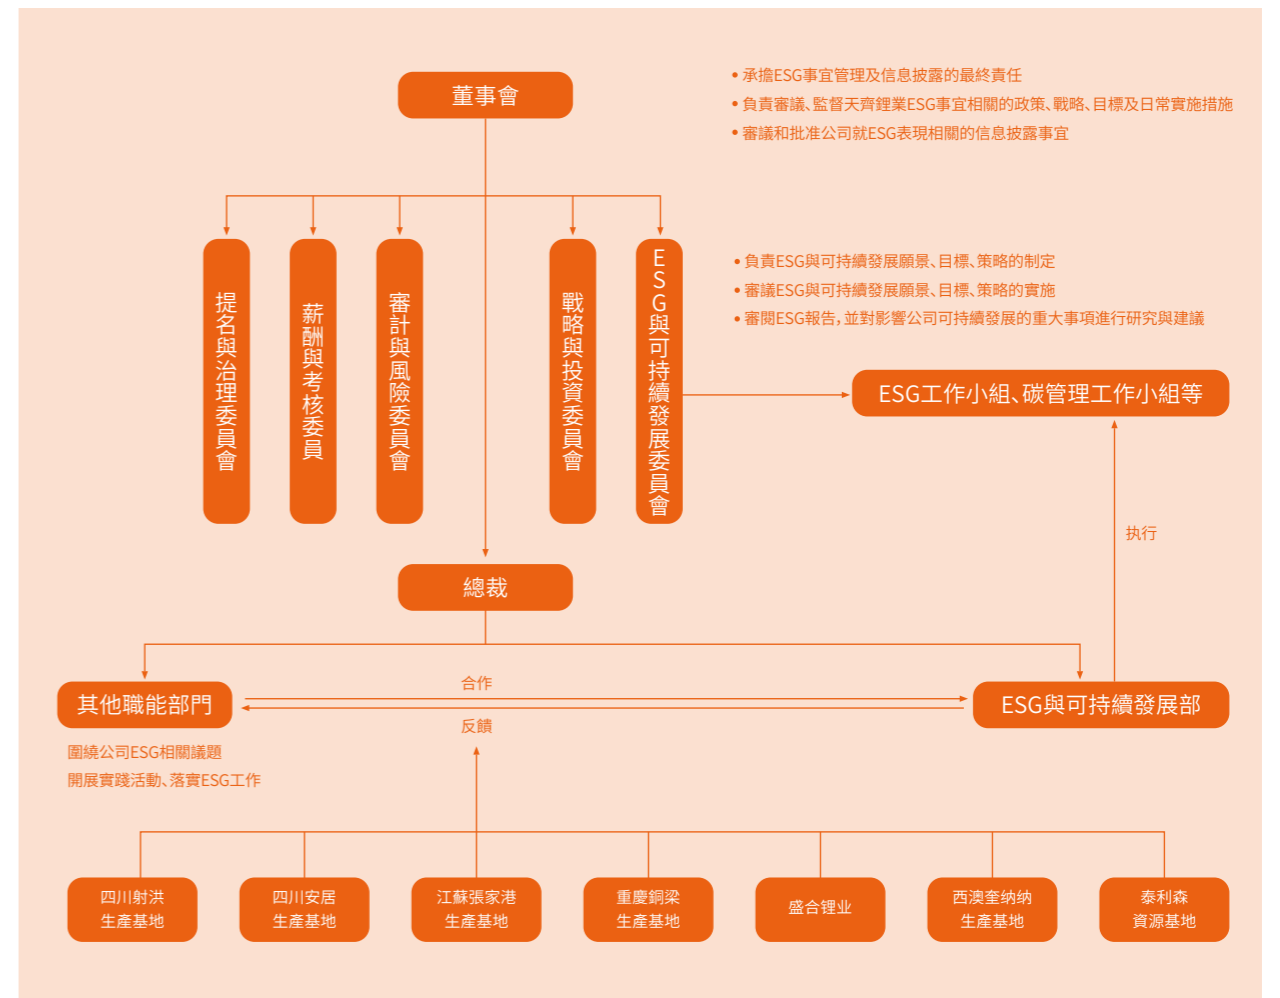 董事會
• 承擔ESG事宜管理及信息披露的最終責任
• 負責審議、監督天齊鋰業ESG事宜相關的政策、戰略、目標及日常實施措施
• 審議和批准公司就ESG表現相關的信息披露事宜
提名與治理委員會
薪酬與考核委員
審計與風險委員會
戰略與投資委員會
ESG與可持續發展委員會
• 負責ESG與可持續發展願景、目標、策略的制定
• 審議ESG與可持續發展願景、目標、策略的實施
• 審閱ESG報告，並對影響公司可持續發展的重大事項進行研究與建議
ESG工作小組、碳管理工作小組等
执行
總裁
其他職能部門
合作
反饋
ESG與可持續發展部
圍繞公司ESG相關議題
開展實踐活動、落實ESG工作
四川射洪
生產基地
四川安居
生產基地
江蘇張家港
生產基地
重慶銅梁
生產基地
盛合锂业
西澳奎纳纳
生產基地
泰利森
資源基地